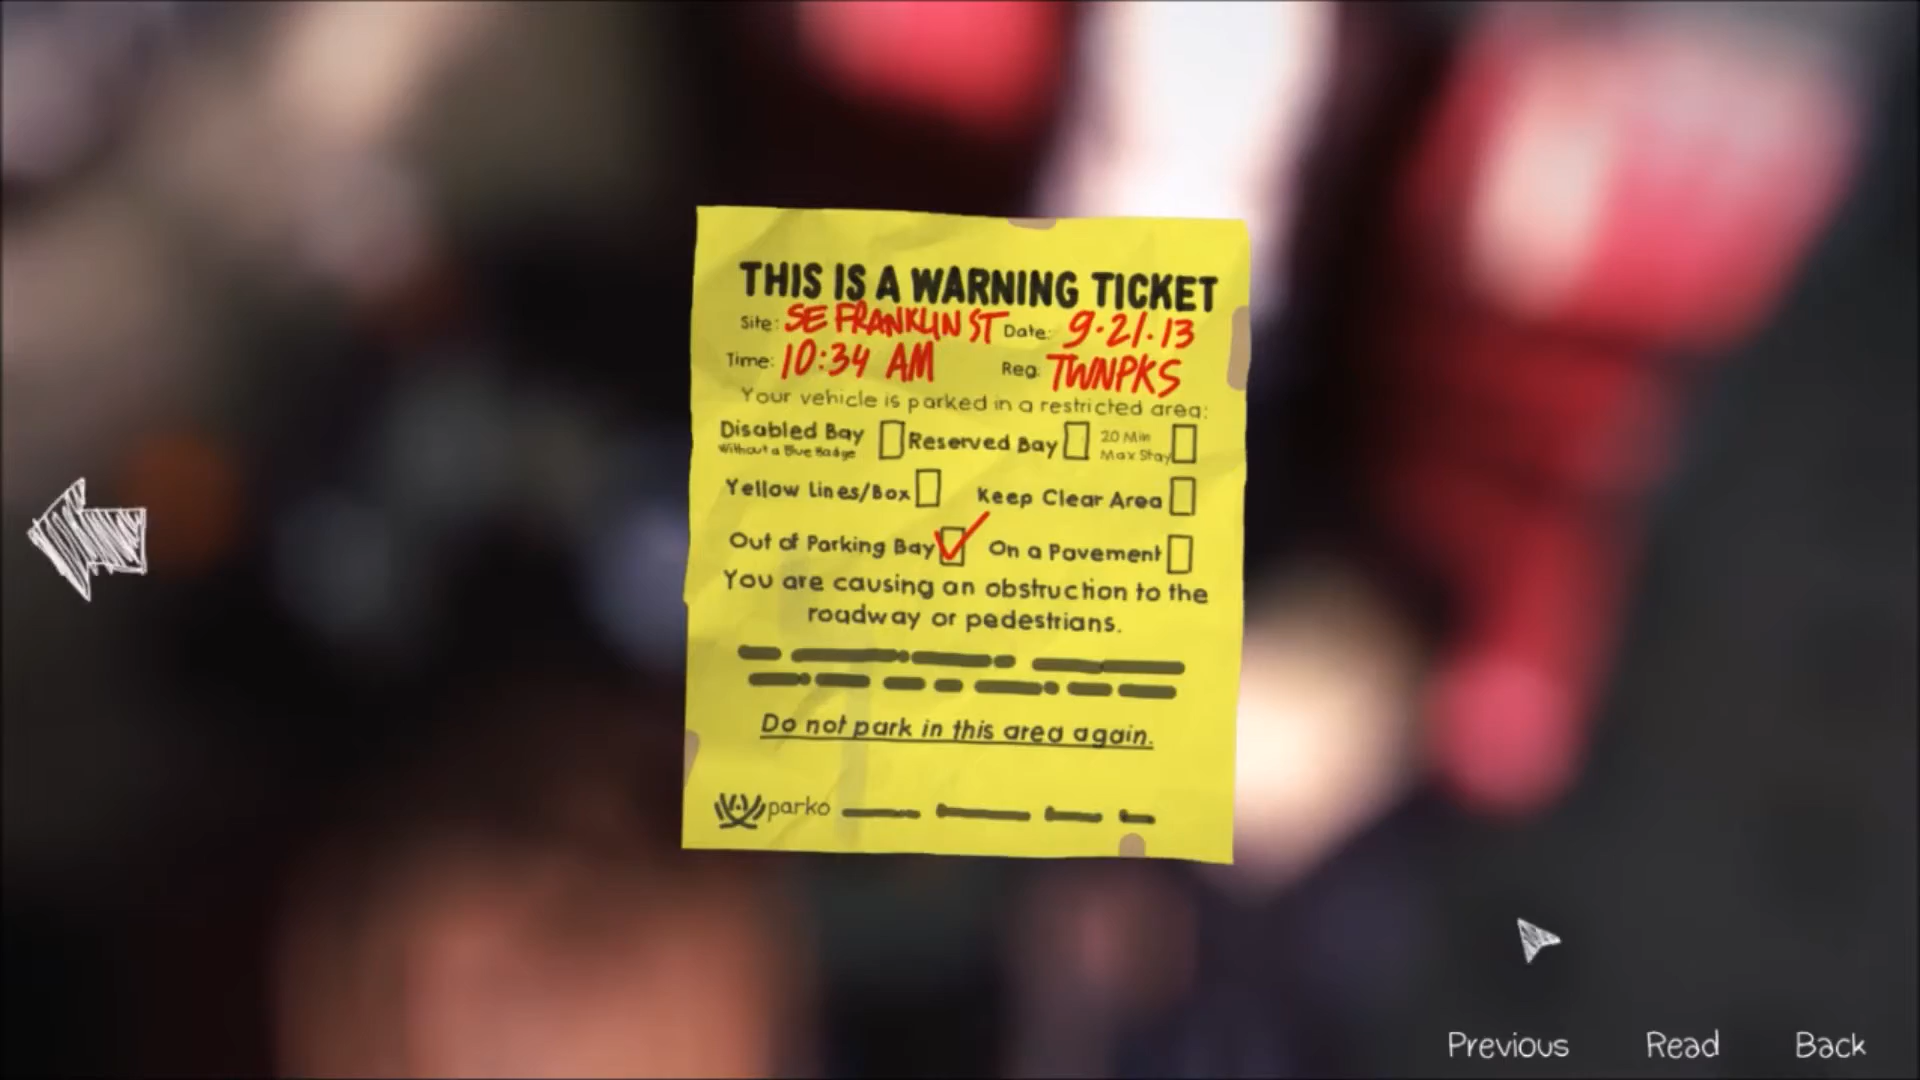 THIS IS A WARNING TICKET
Site: SE FRANKLIN ST Date: 9.21.13
Time: 10:34 AM Reg: TWNPKS
Your vehicle is parked in a restricted area:
Disabled Bay Reserved Bay 20 Min
Without a Blue Badge Max Stay
Yellow Lines/Box Keep Clear Area
Out of Parking Bay On a Pavement
You are causing an obstruction to the
roadway or pedestrians.
Do not park in this area again.
parko
Previous Read Back